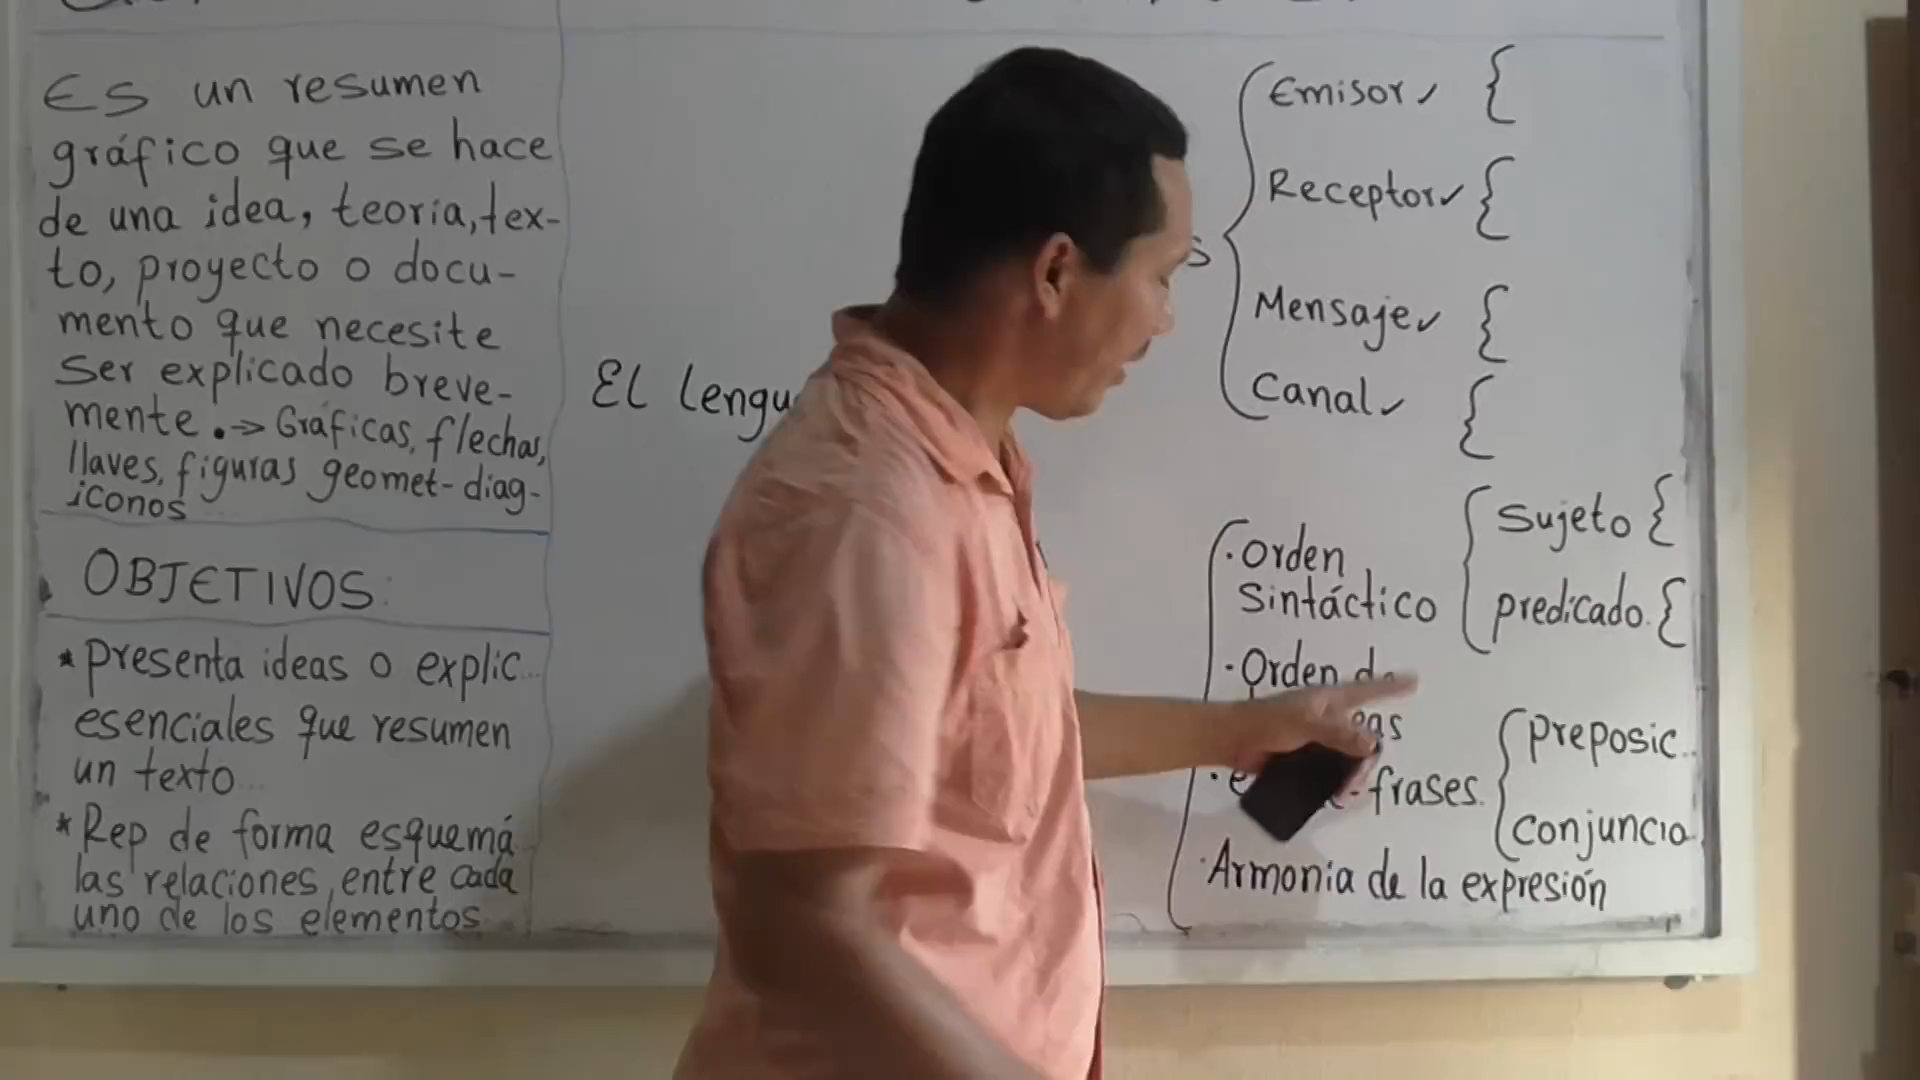 Es un resumen
gráfico que se hace
de una idea, teoría, tex-
to, proyecto o docu-
mento que necesite
Ser explicado breve-
mente. → Gráficas, flechas,
llaves, figuras geomet- diag-
iconos
OBJETIVOS:
* presenta ideas o explic...
esenciales que resumen
un texto...
* Rep de forma esquemá
las relaciones entre cada
uno de los elementos
El
Emisor ✓ {
Receptor ✓ {
Mensaje ✓ {
Canal ✓ {
· Orden
Sintáctico
Sujeto {
predicado. {
· Orden
frases.
preposic...
conjuncio
· Armonia de la expresión